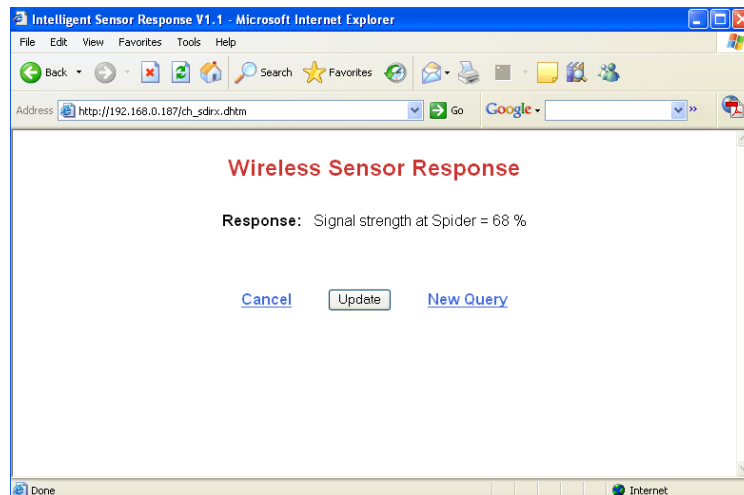 Intelligent Sensor Response V1.1 - Microsoft Internet Explorer
File Edit View Favorites Tools Help
Back Search Favorites
Address http://192.168.0.187/ch_sdirx.dhtm Go Google
Wireless Sensor Response
Response: Signal strength at Spider = 68 %
Cancel Update New Query
Done Internet